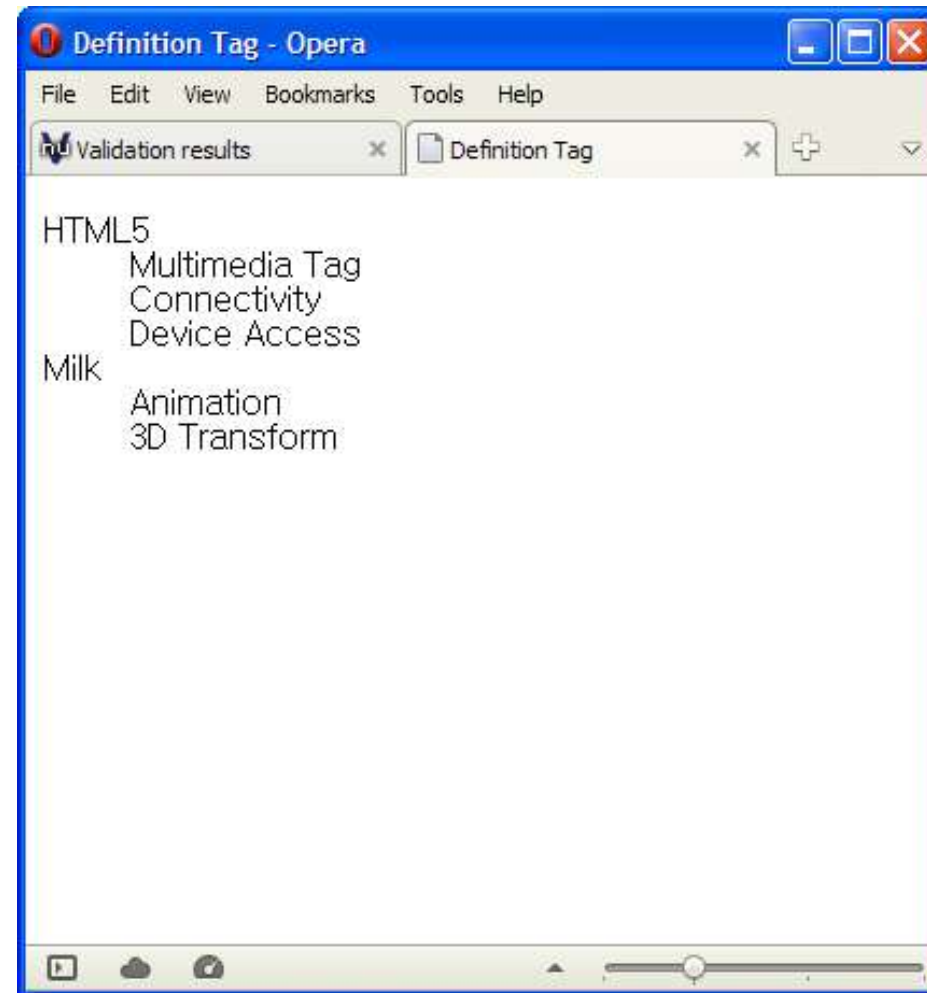 Definition Tag - Opera
File Edit View Bookmarks Tools Help
Validation results Definition Tag
HTML5
Multimedia Tag
Connectivity
Device Access
Milk
Animation
3D Transform